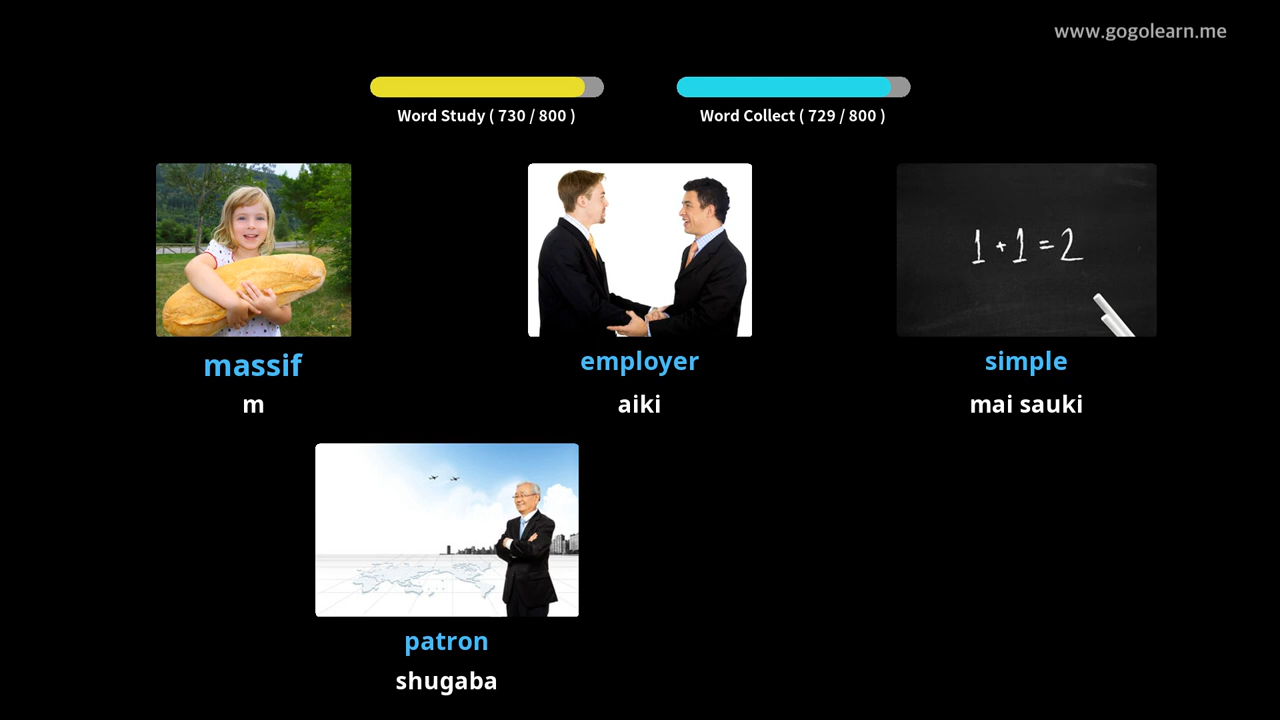 www.gogolearn.me
Word Study ( 730 / 800 )
Word Collect ( 729 / 800 )
1 + 1 = 2
massif
m
employer
aiki
simple
mai sauki
patron
shugaba